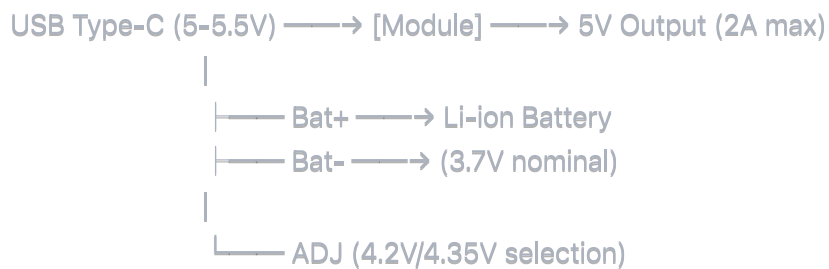 USB Type-C (5-5.5V) ───→ [Module] ───→ 5V Output (2A max)
│
├─── Bat+ ───→ Li-ion Battery
├─── Bat- ───→ (3.7V nominal)
│
└─── ADJ (4.2V/4.35V selection)